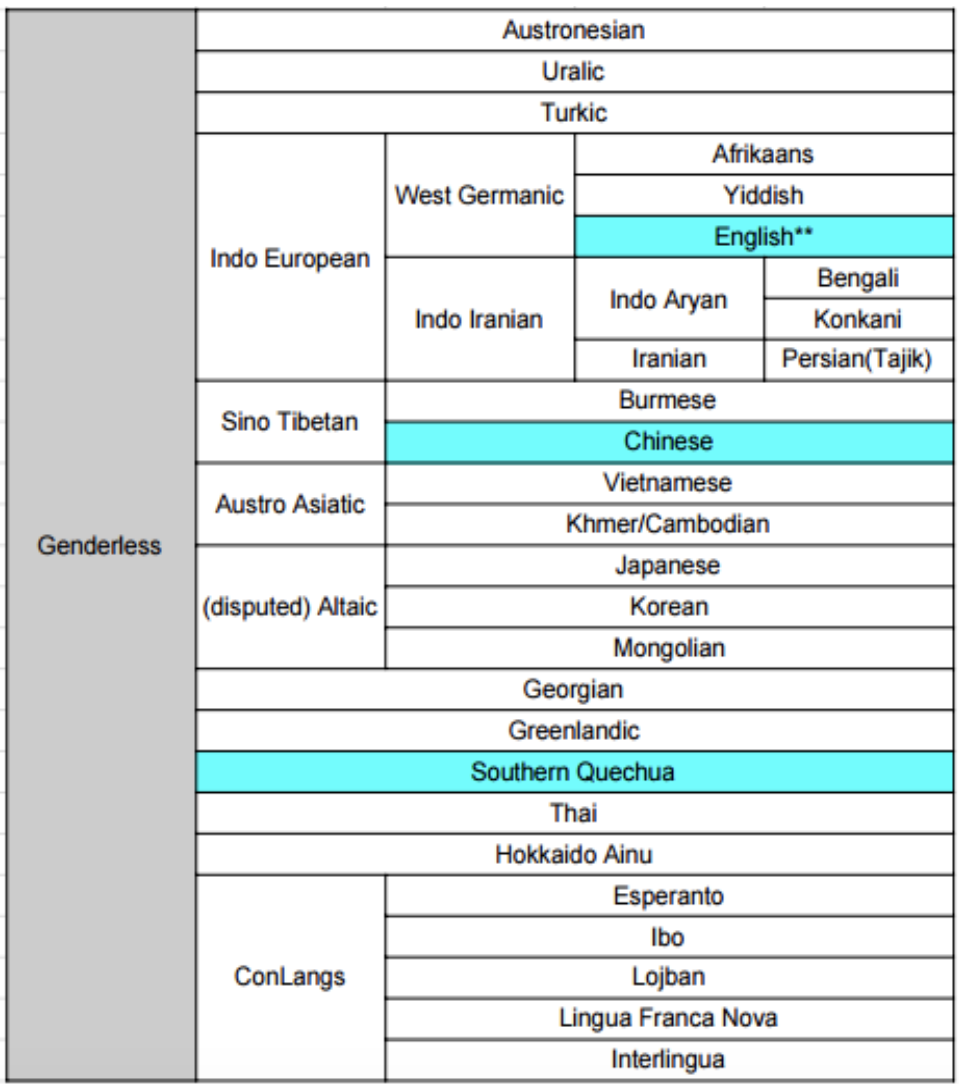 Genderless
Austronesian
Uralic
Turkic
Indo European
West Germanic
Afrikaans
Yiddish
English**
Indo Iranian
Indo Aryan
Bengali
Konkani
Iranian
Persian(Tajik)
Sino Tibetan
Burmese
Chinese
Austro Asiatic
Vietnamese
Khmer/Cambodian
(disputed) Altaic
Japanese
Korean
Mongolian
Georgian
Greenlandic
Southern Quechua
Thai
Hokkaido Ainu
ConLangs
Esperanto
Ibo
Lojban
Lingua Franca Nova
Interlingua